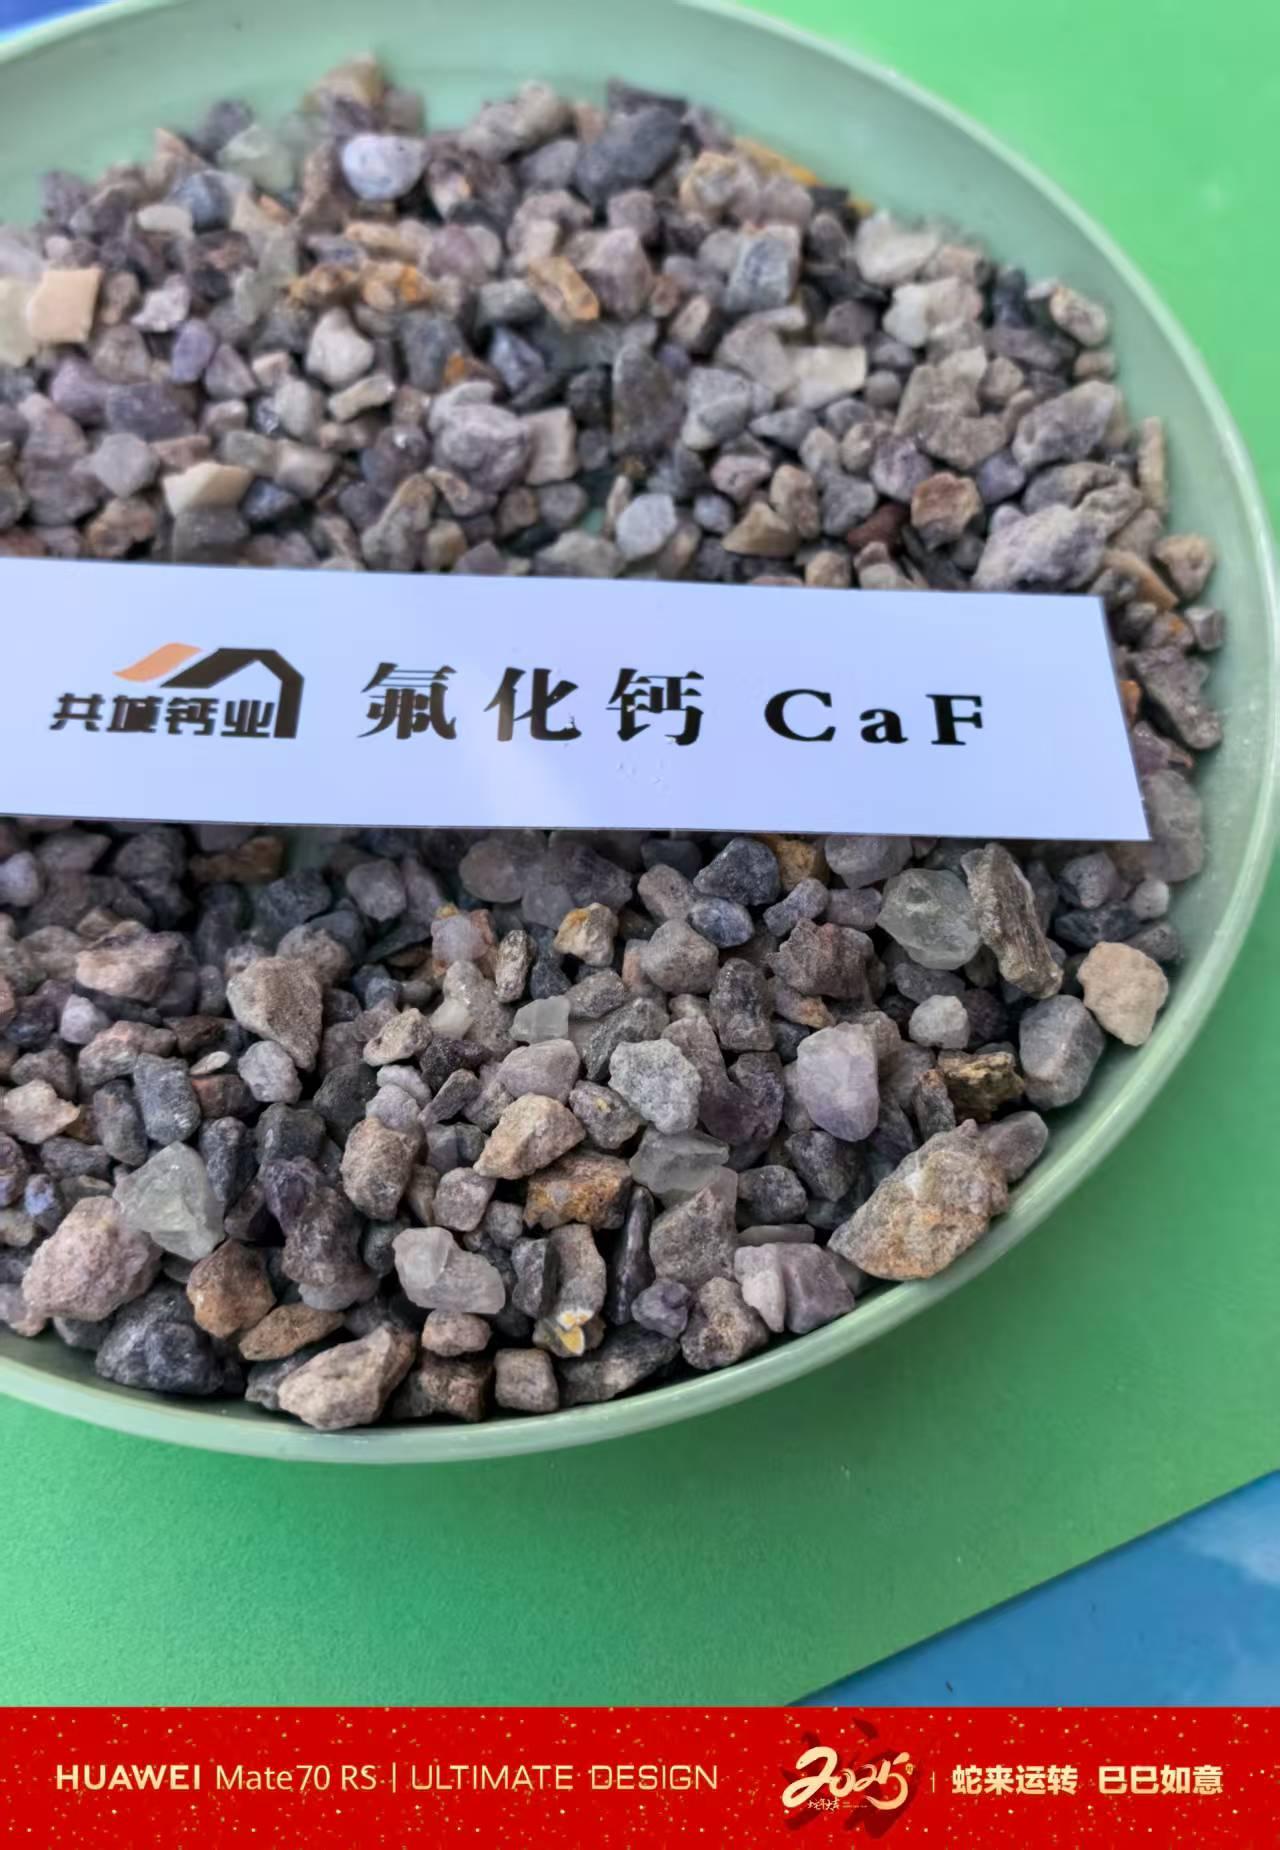 共城钙业
氟化钙 CaF
HUAWEI Mate70 RS | ULTIMATE DESIGN
2025 | 蛇来运转 巳巳如意